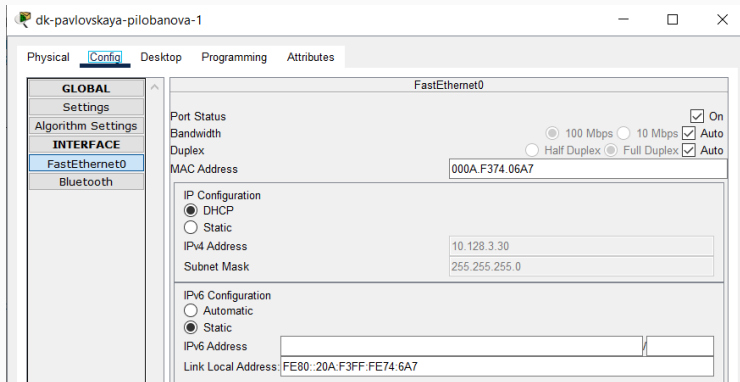 dk-pavlovskaya-pilobanova-1
Physical Config Desktop Programming Attributes
GLOBAL
Settings
Algorithm Settings
INTERFACE
FastEthernet0
Bluetooth
FastEthernet0
Port Status On
Bandwidth 100 Mbps 10 Mbps Auto
Duplex Half Duplex Full Duplex Auto
MAC Address 000A.F374.06A7
IP Configuration
DHCP
Static
IPv4 Address 10.128.3.30
Subnet Mask 255.255.255.0
IPv6 Configuration
Automatic
Static
IPv6 Address /
Link Local Address: FE80::20A:F3FF:FE74:6A7